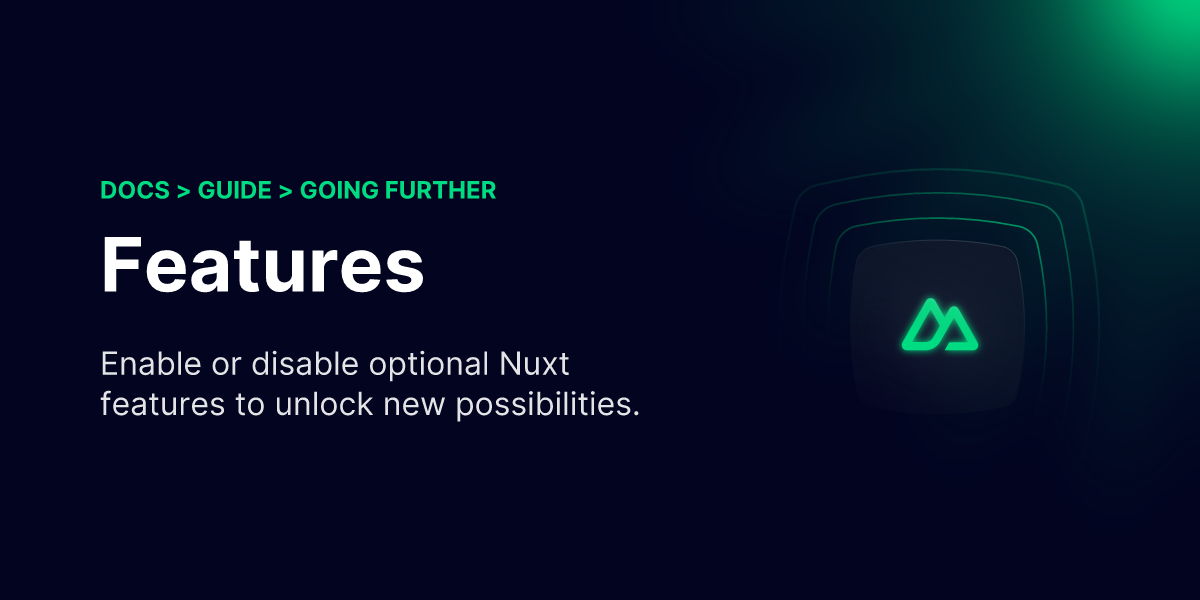 DOCS > GUIDE > GOING FURTHER
Features
Enable or disable optional Nuxt
features to unlock new possibilities.